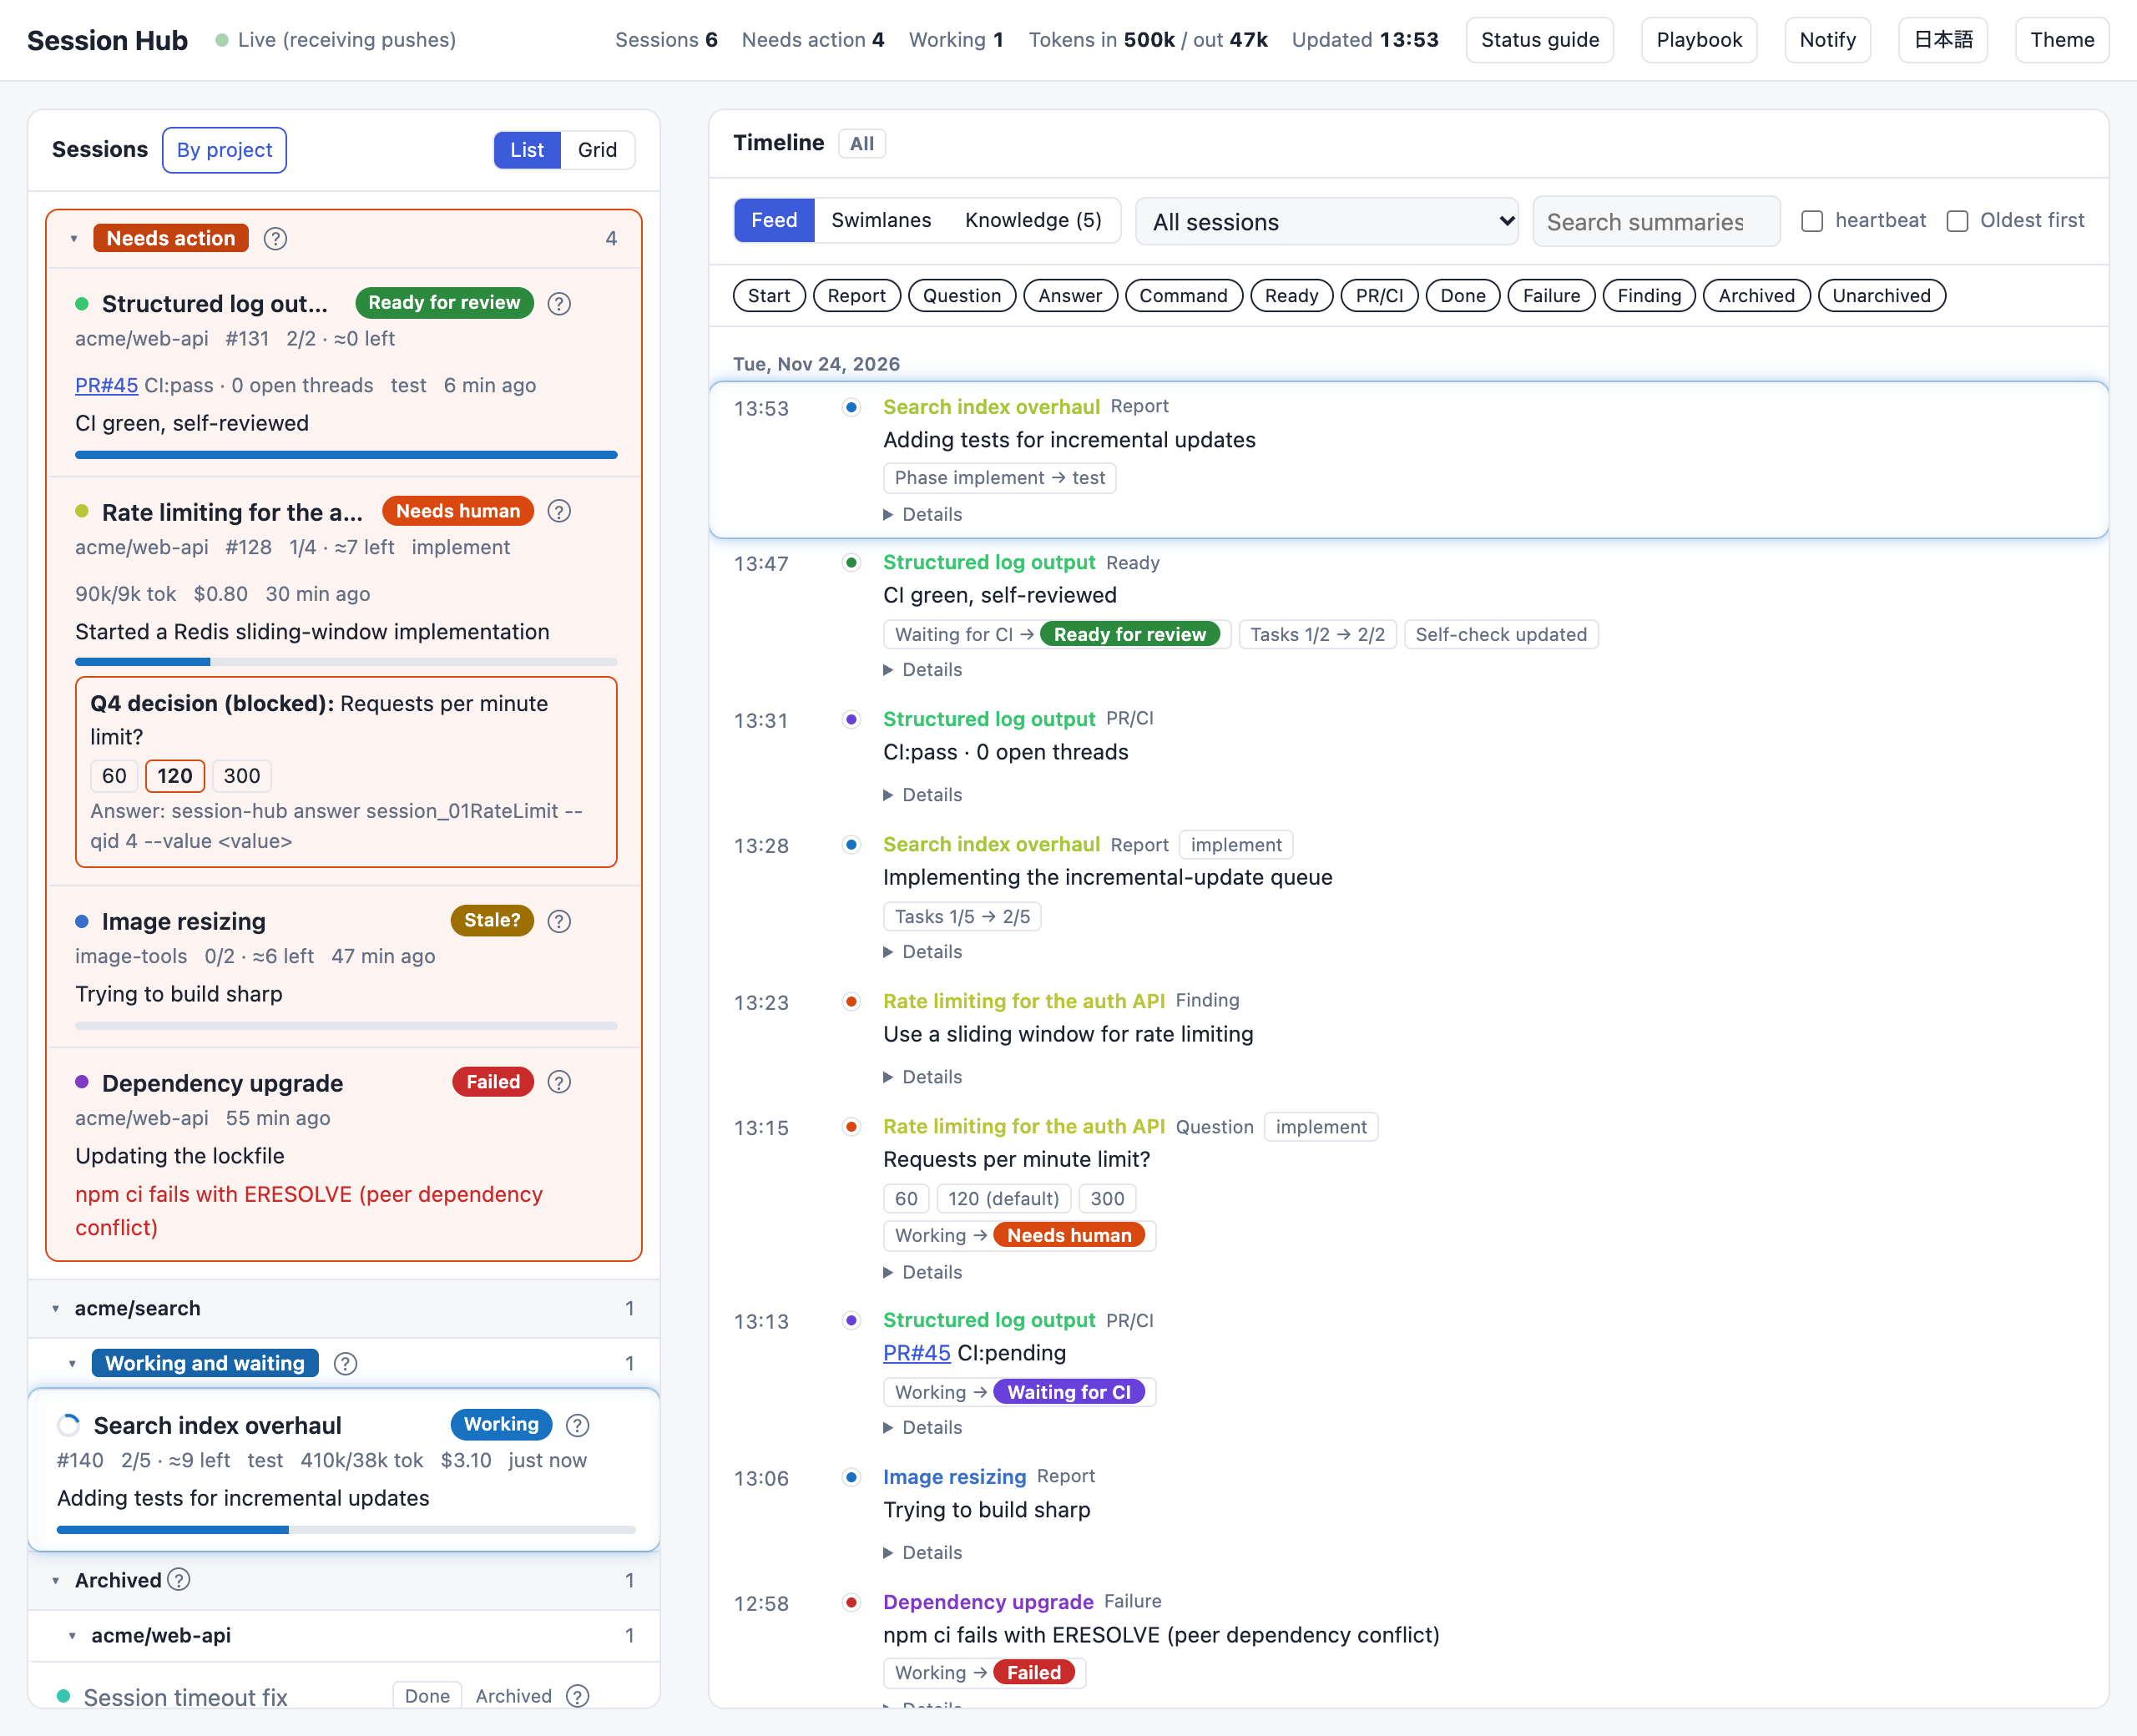 Session Hub
Live (receiving pushes)
Sessions 6 Needs action 4 Working 1 Tokens in 500k / out 47k Updated 13:53
Status guide
Playbook
Notify
日本語
Theme
Sessions By project List Grid
Needs action ? 4
Structured log out... Ready for review ?
acme/web-api #131 2/2 · ≈0 left
PR#45 CI:pass · 0 open threads test 6 min ago
CI green, self-reviewed
Rate limiting for the a... Needs human ?
acme/web-api #128 1/4 · ≈7 left implement
90k/9k tok $0.80 30 min ago
Started a Redis sliding-window implementation
Q4 decision (blocked): Requests per minute
limit?
60 120 300
Answer: session-hub answer session_01RateLimit --
qid 4 --value <value>
Image resizing Stale? ?
image-tools 0/2 · ≈6 left 47 min ago
Trying to build sharp
Dependency upgrade Failed ?
acme/web-api 55 min ago
Updating the lockfile
npm ci fails with ERESOLVE (peer dependency
conflict)
acme/search 1
Working and waiting ? 1
Search index overhaul Working ?
#140 2/5 · ≈9 left test 410k/38k tok $3.10 just now
Adding tests for incremental updates
Archived ? 1
acme/web-api 1
Session timeout fix Done Archived ?
Timeline All
Feed Swimlanes Knowledge (5) All sessions Search summaries heartbeat Oldest first
Start Report Question Answer Command Ready PR/CI Done Failure Finding Archived Unarchived
Tue, Nov 24, 2026
13:53 Search index overhaul Report
Adding tests for incremental updates
Phase implement → test
Details
13:47 Structured log output Ready
CI green, self-reviewed
Waiting for CI → Ready for review Tasks 1/2 → 2/2 Self-check updated
Details
13:31 Structured log output PR/CI
CI:pass · 0 open threads
Details
13:28 Search index overhaul Report implement
Implementing the incremental-update queue
Tasks 1/5 → 2/5
Details
13:23 Rate limiting for the auth API Finding
Use a sliding window for rate limiting
Details
13:15 Rate limiting for the auth API Question implement
Requests per minute limit?
60 120 (default) 300
Working → Needs human
Details
13:13 Structured log output PR/CI
PR#45 CI:pending
Working → Waiting for CI
Details
13:06 Image resizing Report
Trying to build sharp
Details
12:58 Dependency upgrade Failure
npm ci fails with ERESOLVE (peer dependency conflict)
Working → Failed
Details